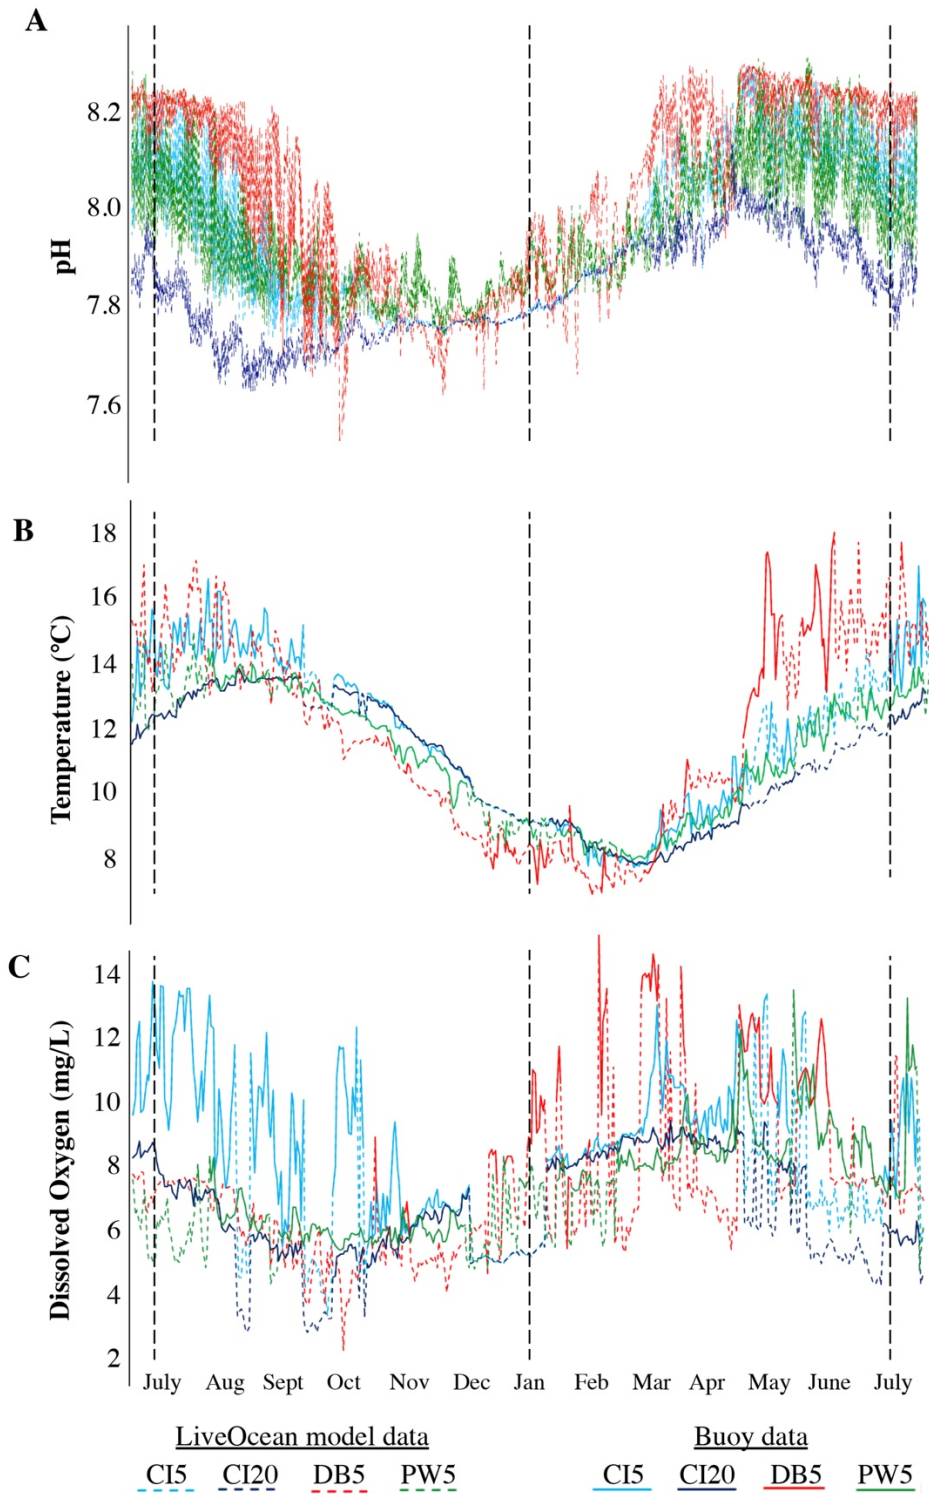 A
8.2
8.0
7.8
7.6
pH
B
18
16
14
12
10
8
Temperature (°C)
C
14
12
10
8
6
4
2
Dissolved Oxygen (mg/L)
July Aug Sept Oct Nov Dec Jan Feb Mar Apr May June July
LiveOcean model data Buoy data
CI5 CI20 DB5 PW5 CI5 CI20 DB5 PW5